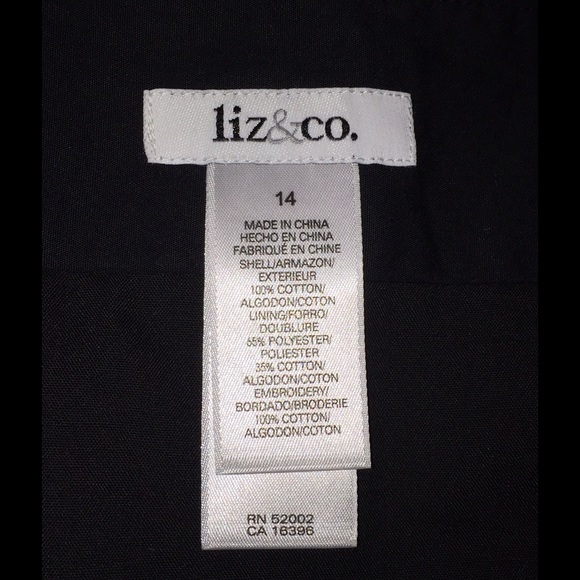 liz&co.
14
MADE IN CHINA
HECHO EN CHINA
FABRIQUÉ EN CHINE
SHELL/ARMAZON/
EXTERIEUR
100% COTTON/
ALGODON/COTON
LINING/FORRO/
DOUBLURE
65% POLYESTER/
POLIESTER
35% COTTON/
ALGODON/COTON
EMBROIDERY/
BORDADO/BRODERIE
100% COTTON/
ALGODON/COTON
RN 52002
CA 16396